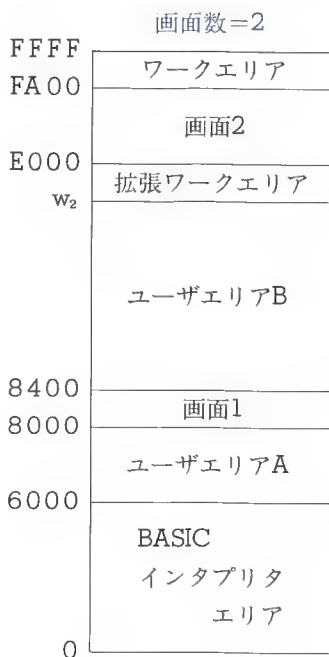 画面数=2
FFFF
ワークエリア
FA00
画面2
E000
拡張ワークエリア
w₂
ユーザエリアB
8400
画面1
8000
ユーザエリアA
6000
BASIC
インタプリタ
エリア
0